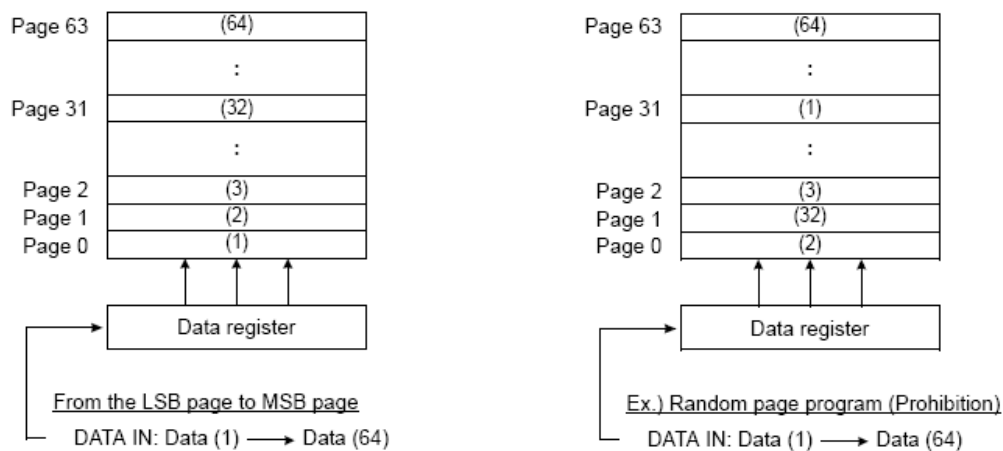 Page 63 (64)
:
Page 31 (32)
:
Page 2 (3)
Page 1 (2)
Page 0 (1)
Data register
From the LSB page to MSB page
DATA IN: Data (1) → Data (64)
Page 63 (64)
:
Page 31 (1)
:
Page 2 (3)
Page 1 (32)
Page 0 (2)
Data register
Ex.) Random page program (Prohibition)
DATA IN: Data (1) → Data (64)